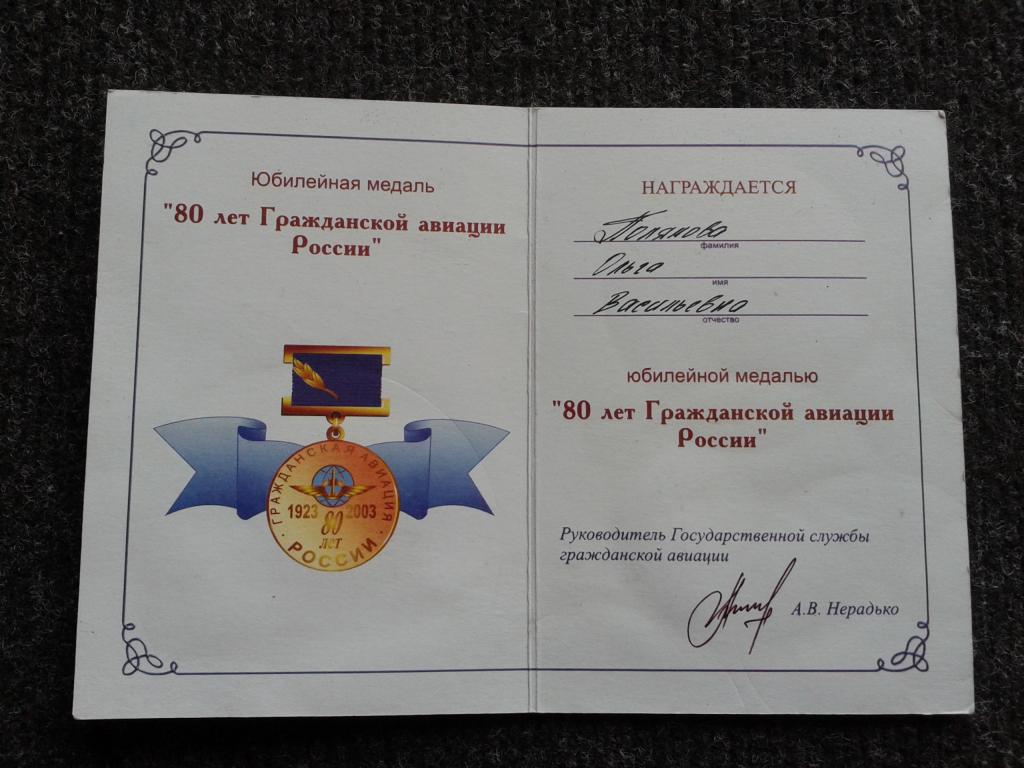 Юбилейная медаль
"80 лет Гражданской авиации
России"
ГРАЖДАНСКАЯ АВИАЦИЯ
1923 2003
80
лет
РОССИИ
НАГРАЖДАЕТСЯ
Полякова
фамилия
Ольга
имя
Васильевна
отчество
юбилейной медалью
"80 лет Гражданской авиации
России"
Руководитель Государственной службы
гражданской авиации
А.В. Нерадько